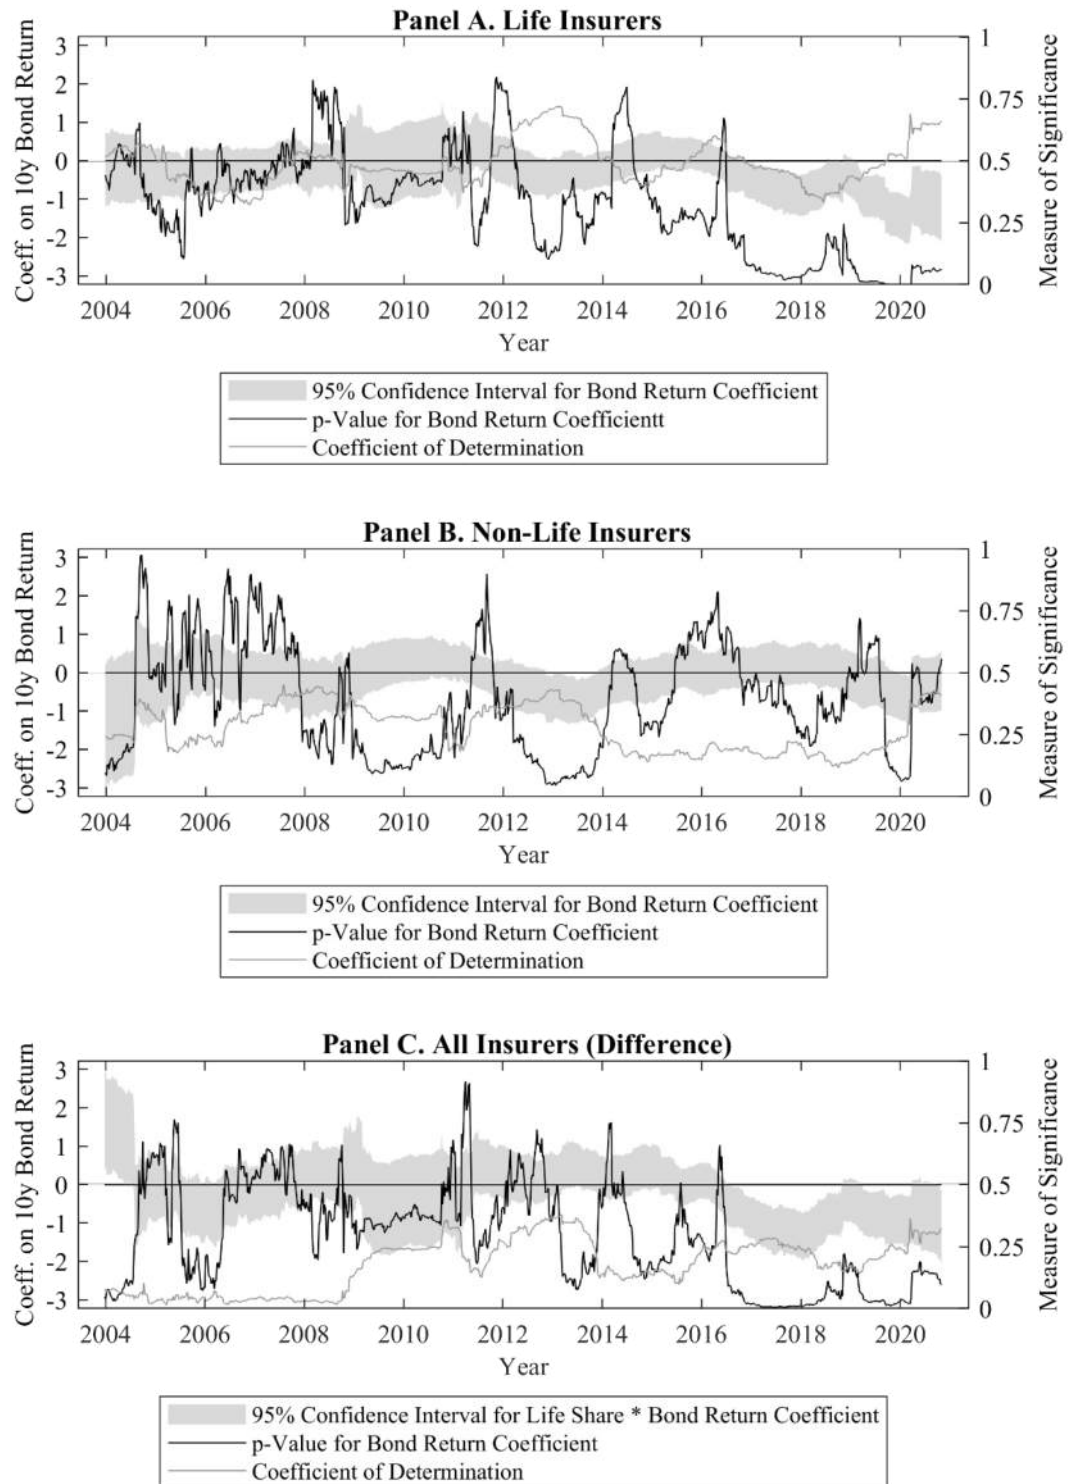 Panel A. Life Insurers
Coeff. on 10y Bond Return
3
2
1
0
-1
-2
-3
1
0.75
0.5
0.25
0
Measure of Significance
2004 2006 2008 2010 2012 2014 2016 2018 2020
Year
95% Confidence Interval for Bond Return Coefficient
p-Value for Bond Return Coefficientt
Coefficient of Determination
Panel B. Non-Life Insurers
Coeff. on 10y Bond Return
3
2
1
0
-1
-2
-3
1
0.75
0.5
0.25
0
Measure of Significance
2004 2006 2008 2010 2012 2014 2016 2018 2020
Year
95% Confidence Interval for Bond Return Coefficient
p-Value for Bond Return Coefficient
Coefficient of Determination
Panel C. All Insurers (Difference)
Coeff. on 10y Bond Return
3
2
1
0
-1
-2
-3
1
0.75
0.5
0.25
0
Measure of Significance
2004 2006 2008 2010 2012 2014 2016 2018 2020
Year
95% Confidence Interval for Life Share * Bond Return Coefficient
p-Value for Bond Return Coefficient
Coefficient of Determination